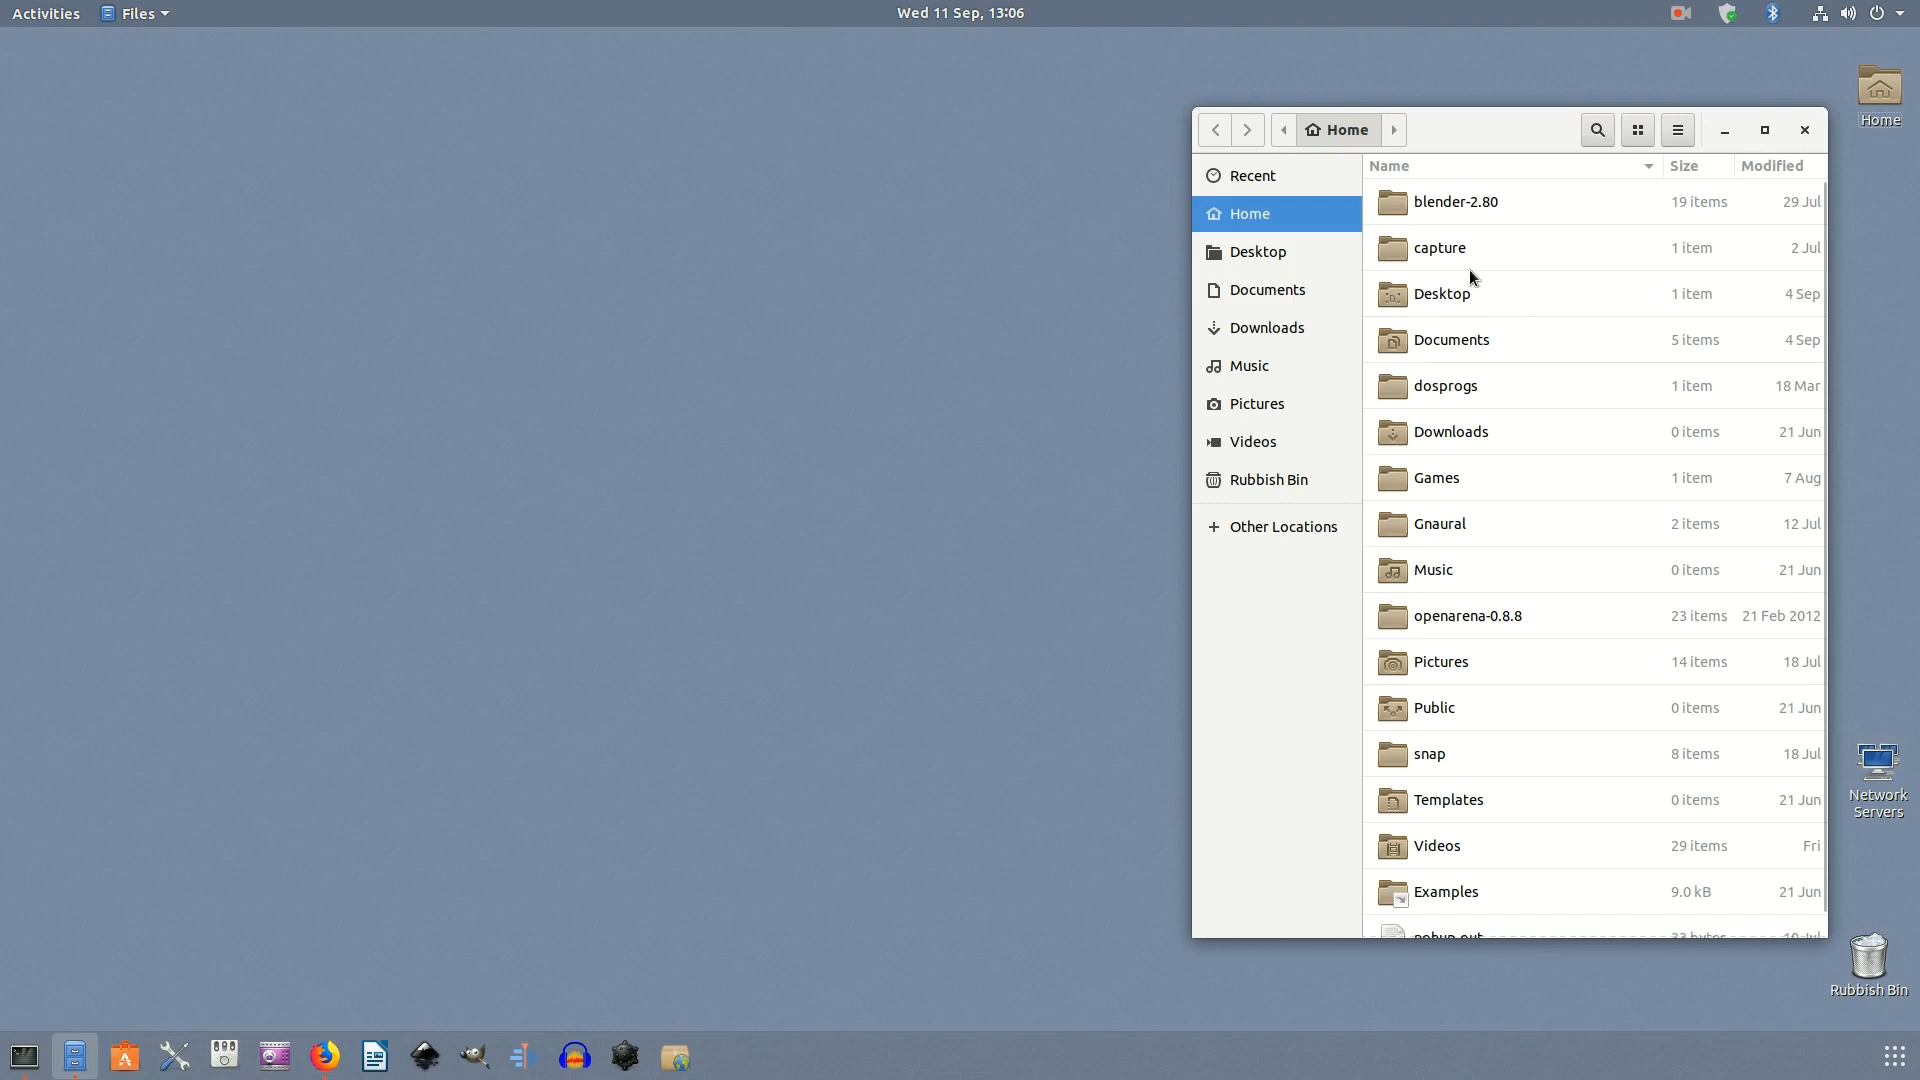 Activities Files Wed 11 Sep, 13:06
Home
Home
Name Size Modified
Recent
Home
Desktop
Documents
Downloads
Music
Pictures
Videos
Rubbish Bin
Other Locations
blender-2.80 19 items 29 Jul
capture 1 item 2 Jul
Desktop 1 item 4 Sep
Documents 5 items 4 Sep
dosprogs 1 item 18 Mar
Downloads 0 items 21 Jun
Games 1 item 7 Aug
Gnaural 2 items 12 Jul
Music 0 items 21 Jun
openarena-0.8.8 23 items 21 Feb 2012
Pictures 14 items 18 Jul
Public 0 items 21 Jun
snap 8 items 18 Jul
Templates 0 items 21 Jun
Videos 29 items Fri
Examples 9.0 kB 21 Jun
Network
Servers
Rubbish Bin